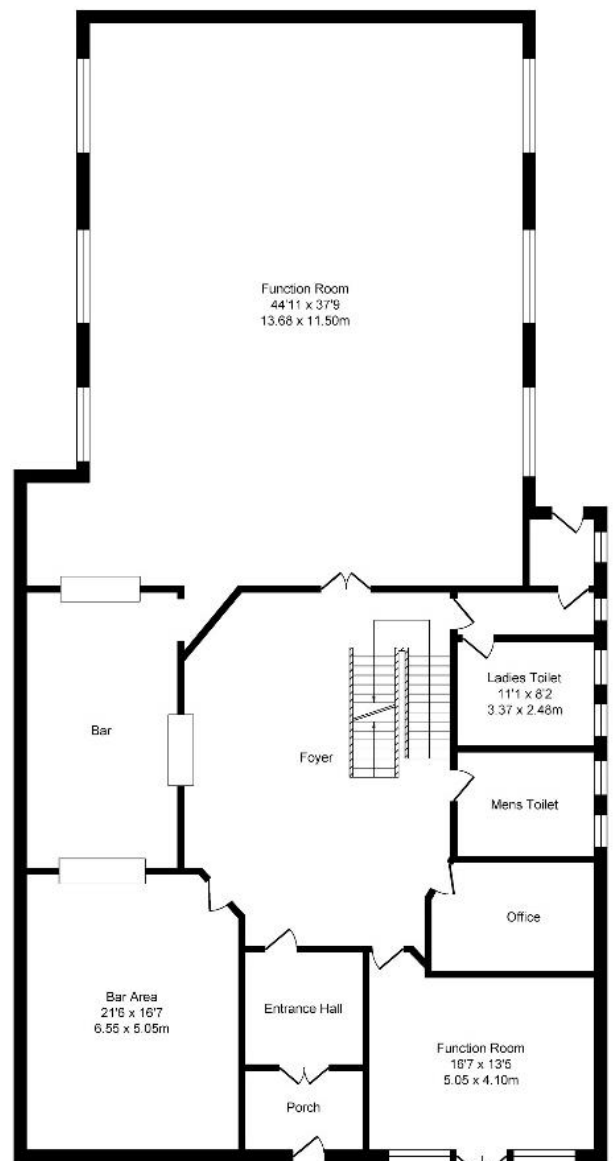 Function Room
44'11 x 37'9
13.68 x 11.50m
Ladies Toilet
11'1 x 8'2
3.37 x 2.48m
Bar
Foyer
Mens Toilet
Office
Bar Area
21'6 x 16'7
6.55 x 5.05m
Entrance Hall
Function Room
16'7 x 13'5
5.05 x 4.10m
Porch